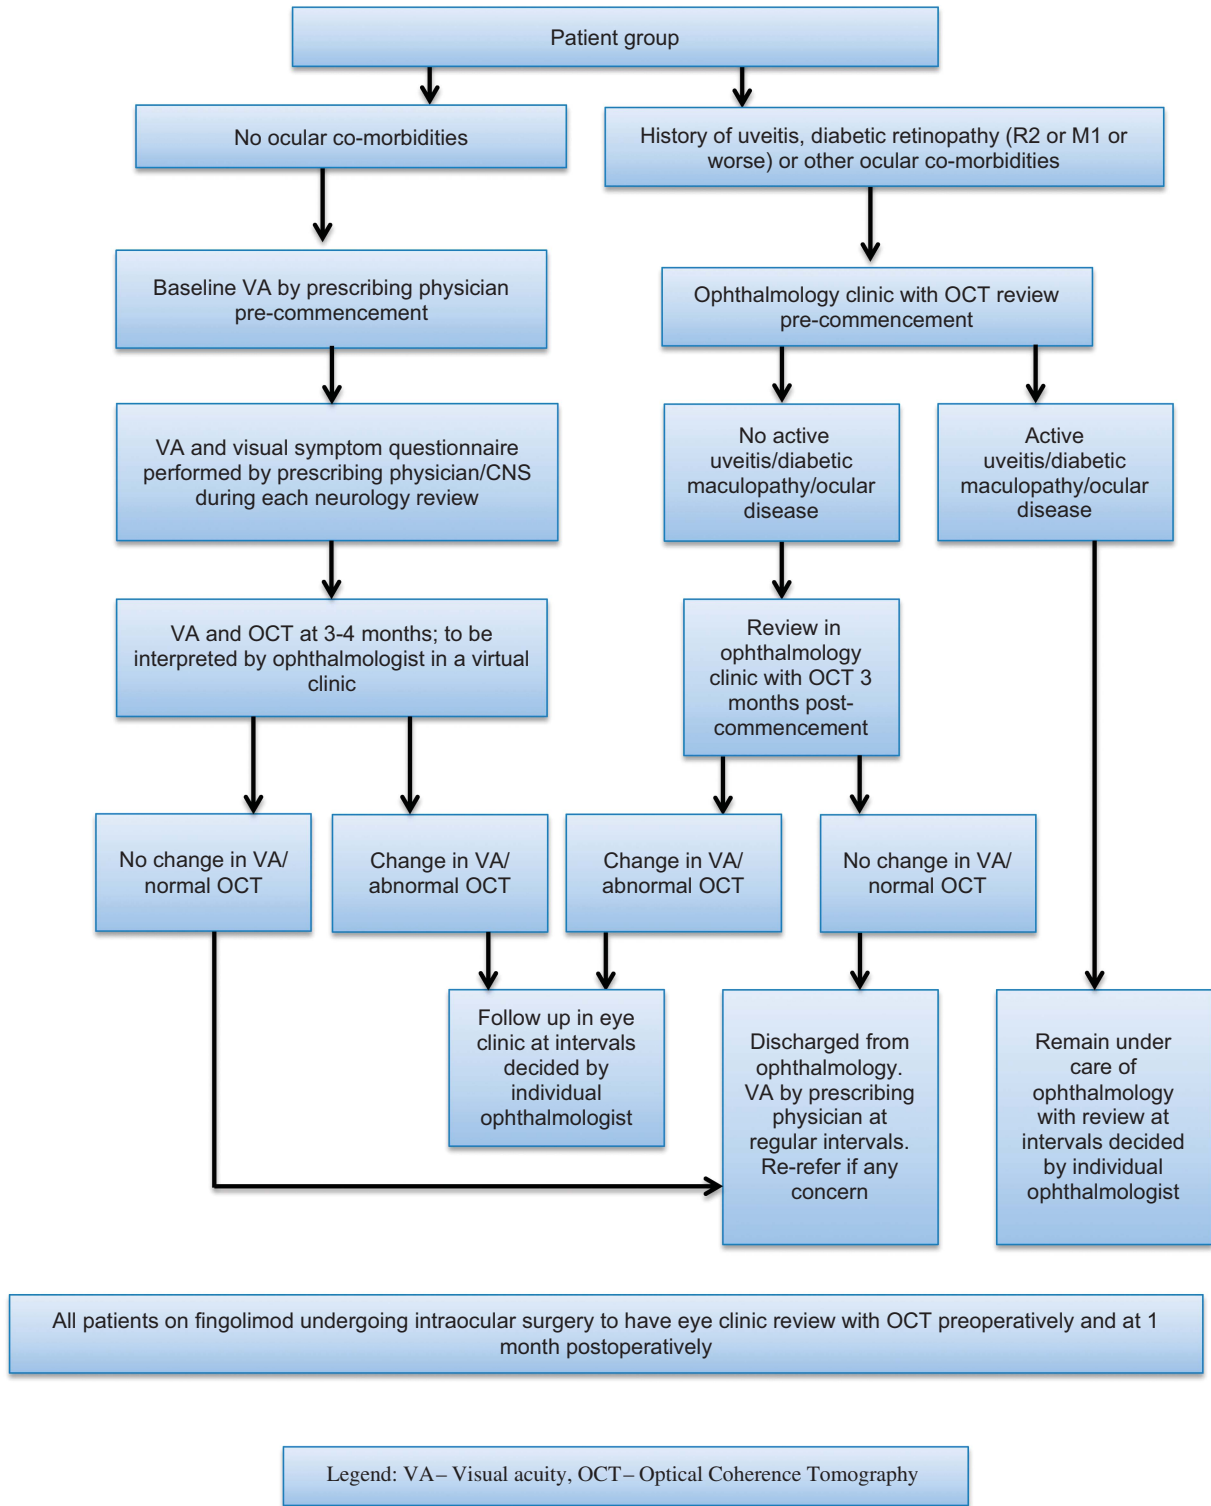 Patient group
No ocular co-morbidities
History of uveitis, diabetic retinopathy (R2 or M1 or
worse) or other ocular co-morbidities
Baseline VA by prescribing physician
pre-commencement
Ophthalmology clinic with OCT review
pre-commencement
VA and visual symptom questionnaire
performed by prescribing physician/CNS
during each neurology review
No active
uveitis/diabetic
maculopathy/ocular
disease
Active
uveitis/diabetic
maculopathy/ocular
disease
VA and OCT at 3-4 months; to be
interpreted by ophthalmologist in a virtual
clinic
Review in
ophthalmology
clinic with OCT 3
months post-
commencement
No change in VA/
normal OCT
Change in VA/
abnormal OCT
Change in VA/
abnormal OCT
No change in VA/
normal OCT
Follow up in eye
clinic at intervals
decided by
individual
ophthalmologist
Discharged from
ophthalmology.
VA by prescribing
physician at
regular intervals.
Re-refer if any
concern
Remain under
care of
ophthalmology
with review at
intervals decided
by individual
ophthalmologist
All patients on fingolimod undergoing intraocular surgery to have eye clinic review with OCT preoperatively and at 1
month postoperatively
Legend: VA– Visual acuity, OCT– Optical Coherence Tomography